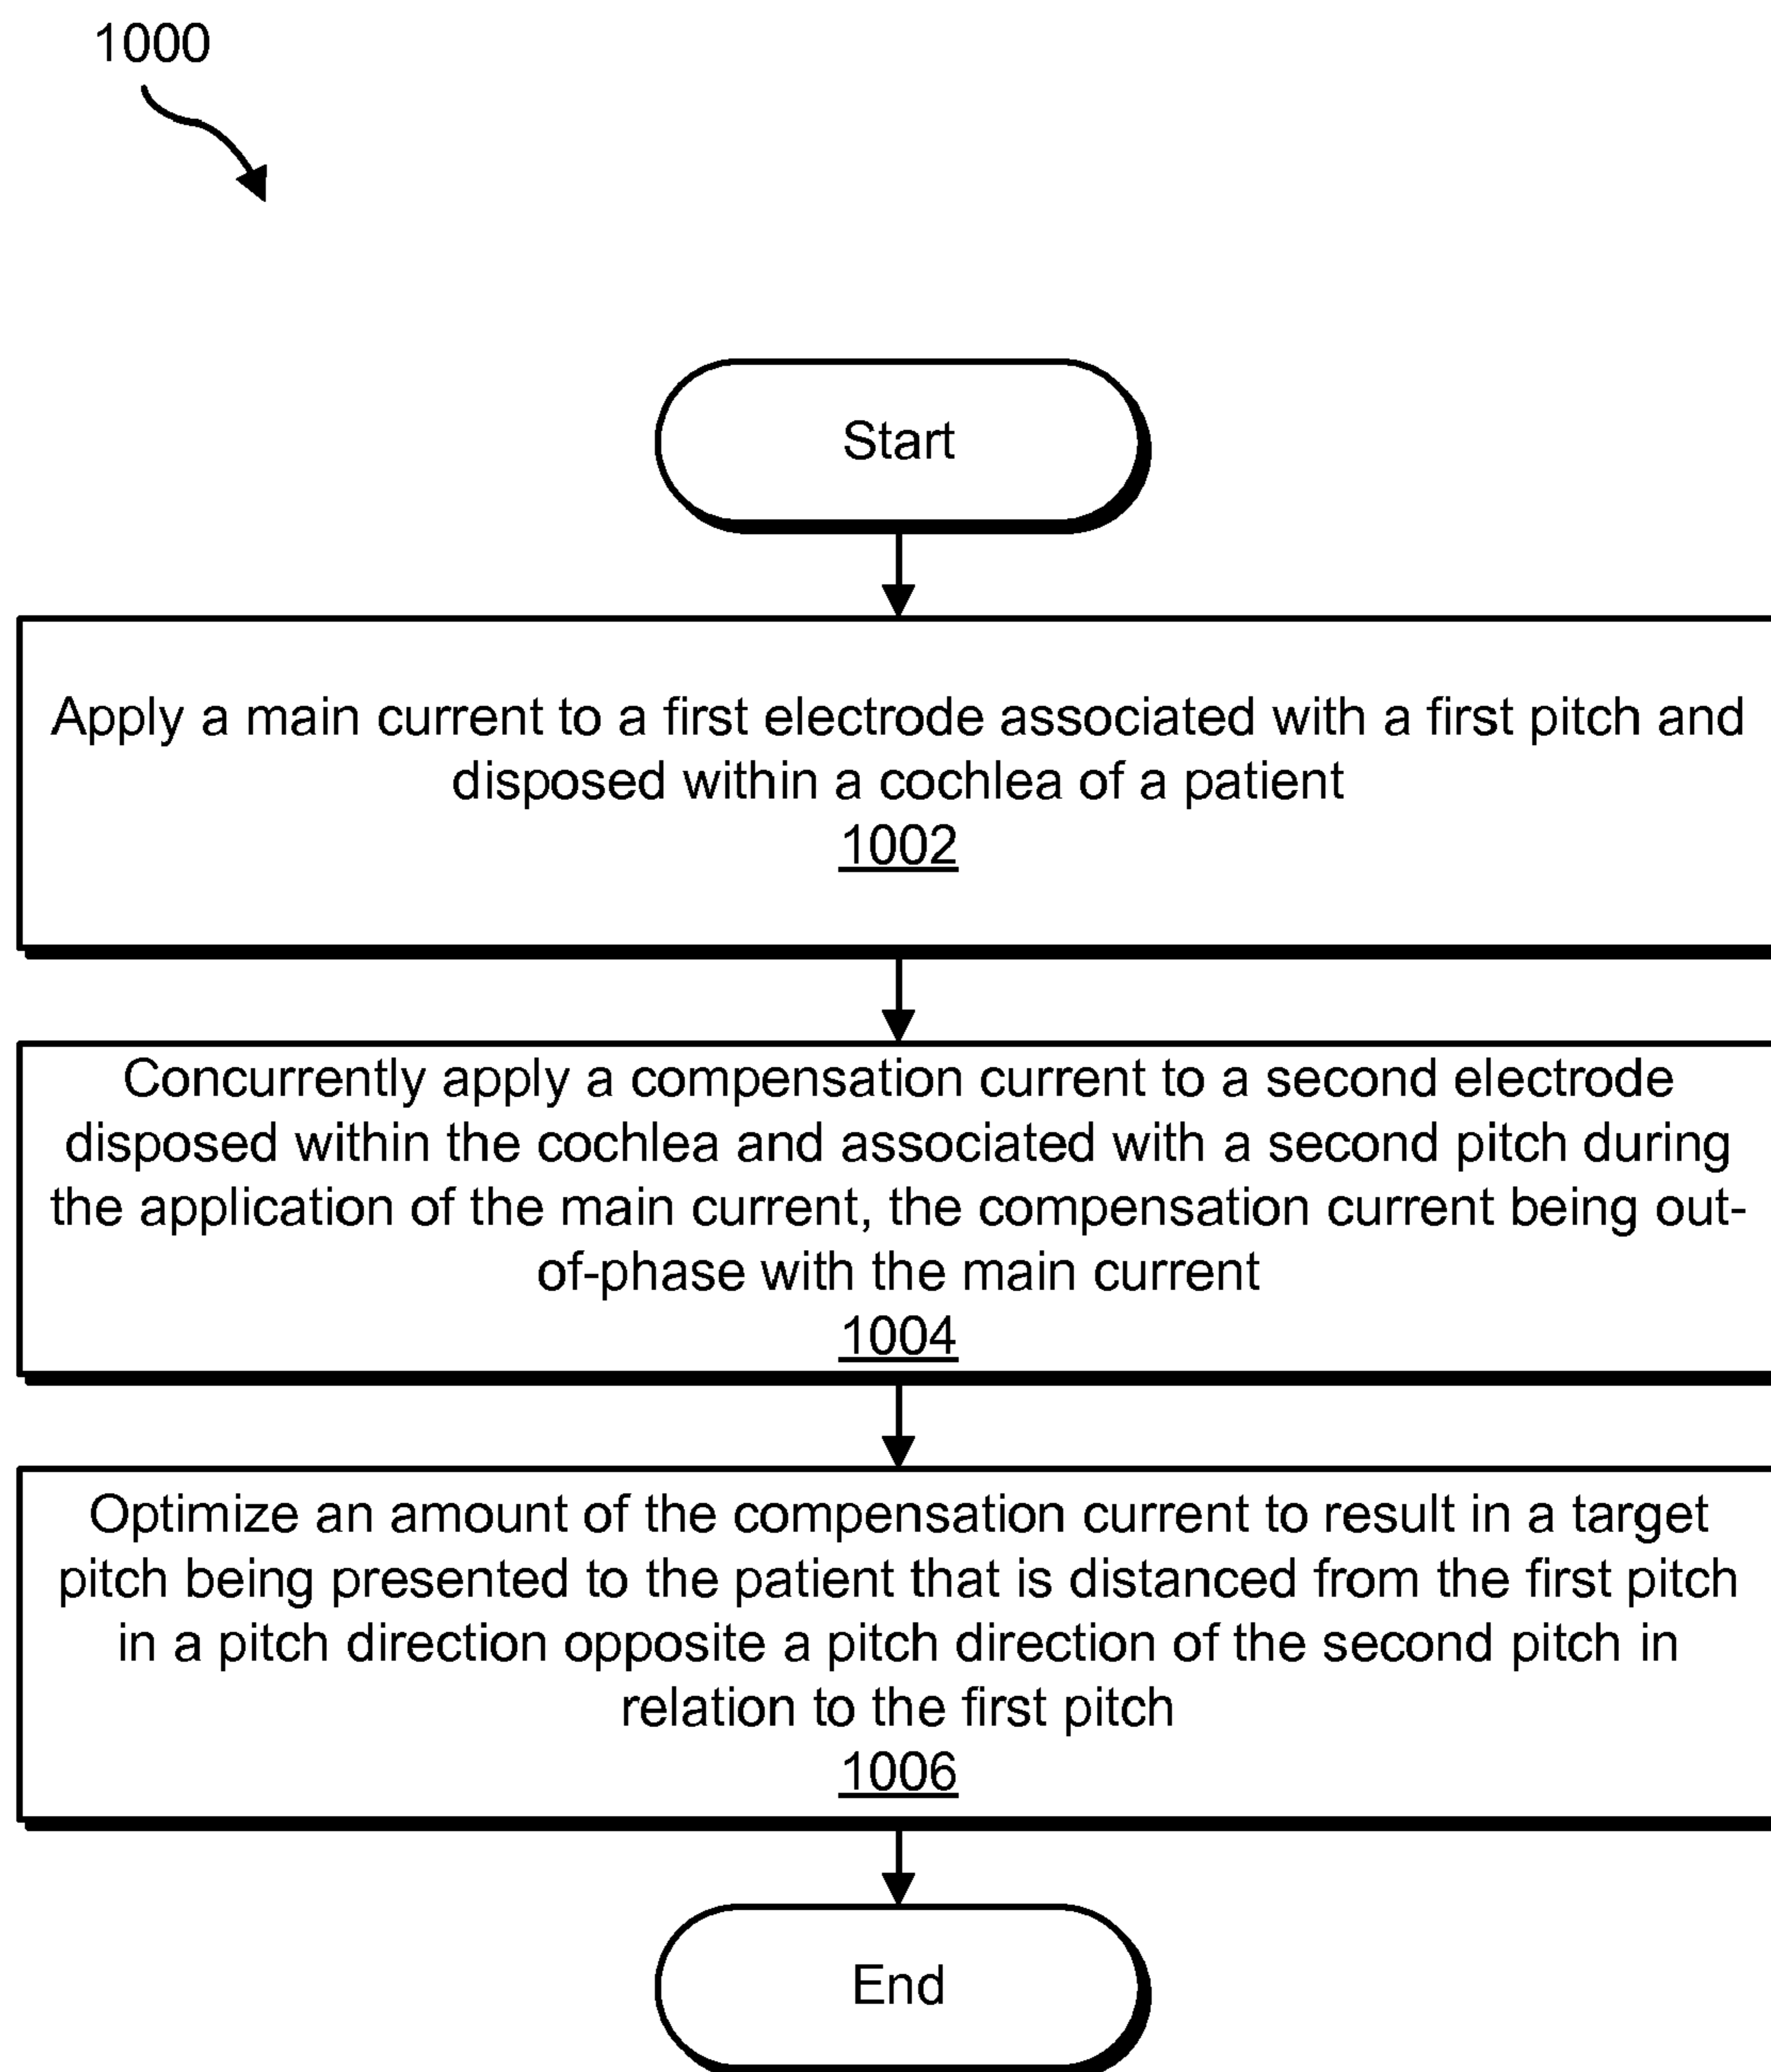 1000
Start
Apply a main current to a first electrode associated with a first pitch and
disposed within a cochlea of a patient
1002
Concurrently apply a compensation current to a second electrode
disposed within the cochlea and associated with a second pitch during
the application of the main current, the compensation current being out-
of-phase with the main current
1004
Optimize an amount of the compensation current to result in a target
pitch being presented to the patient that is distanced from the first pitch
in a pitch direction opposite a pitch direction of the second pitch in
relation to the first pitch
1006
End